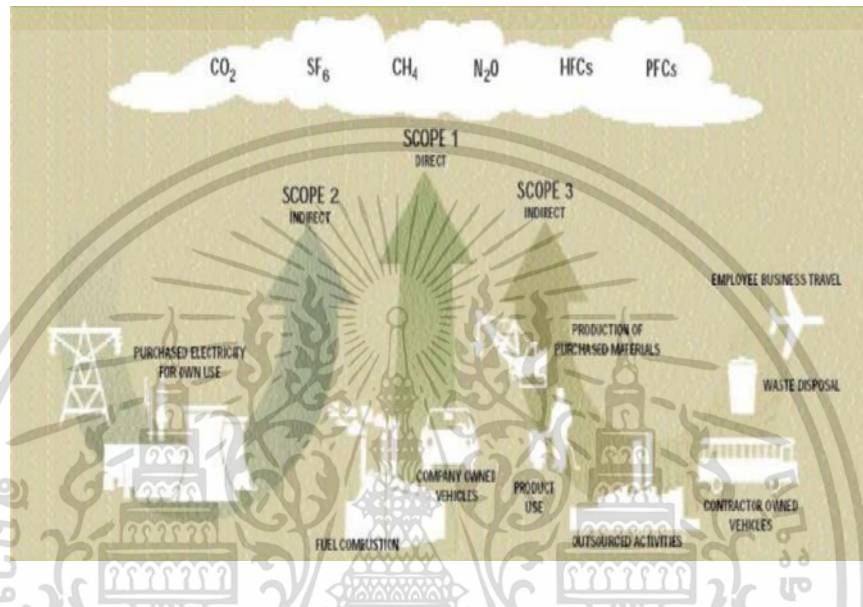 CO₂ SF₆ CH₄ N₂O HFCs PFCs
SCOPE 1
DIRECT
SCOPE 2
INDIRECT
SCOPE 3
INDIRECT
EMPLOYEE BUSINESS TRAVEL
PURCHASED ELECTRICITY
FOR OWN USE
PRODUCTION OF
PURCHASED MATERIALS
WASTE DISPOSAL
COMPANY OWNED
VEHICLES
PRODUCT
USE
CONTRACTOR OWNED
VEHICLES
FUEL COMBUSTION
OUTSOURCED ACTIVITIES